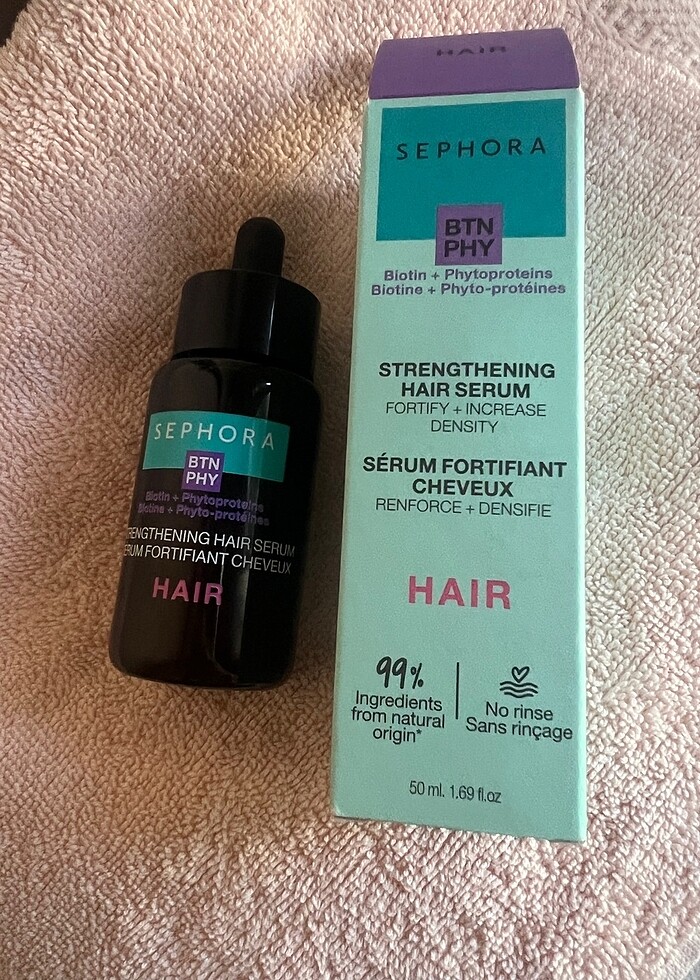 HAIR
SEPHORA
BTN
PHY
Biotin + Phytoproteins
Biotine + Phyto-protéines
STRENGTHENING
HAIR SERUM
FORTIFY + INCREASE
DENSITY
SÉRUM FORTIFIANT
CHEVEUX
RENFORCE + DENSIFIE
HAIR
99%
Ingredients
from natural
origin*
No rinse
Sans rinçage
50 ml. 1.69 fl.oz
SEPHORA
BTN
PHY
Biotin + Phytoproteins
Biotine + Phyto-protéines
TRENGTHENING HAIR SERUM
ÉRUM FORTIFIANT CHEVEUX
HAIR